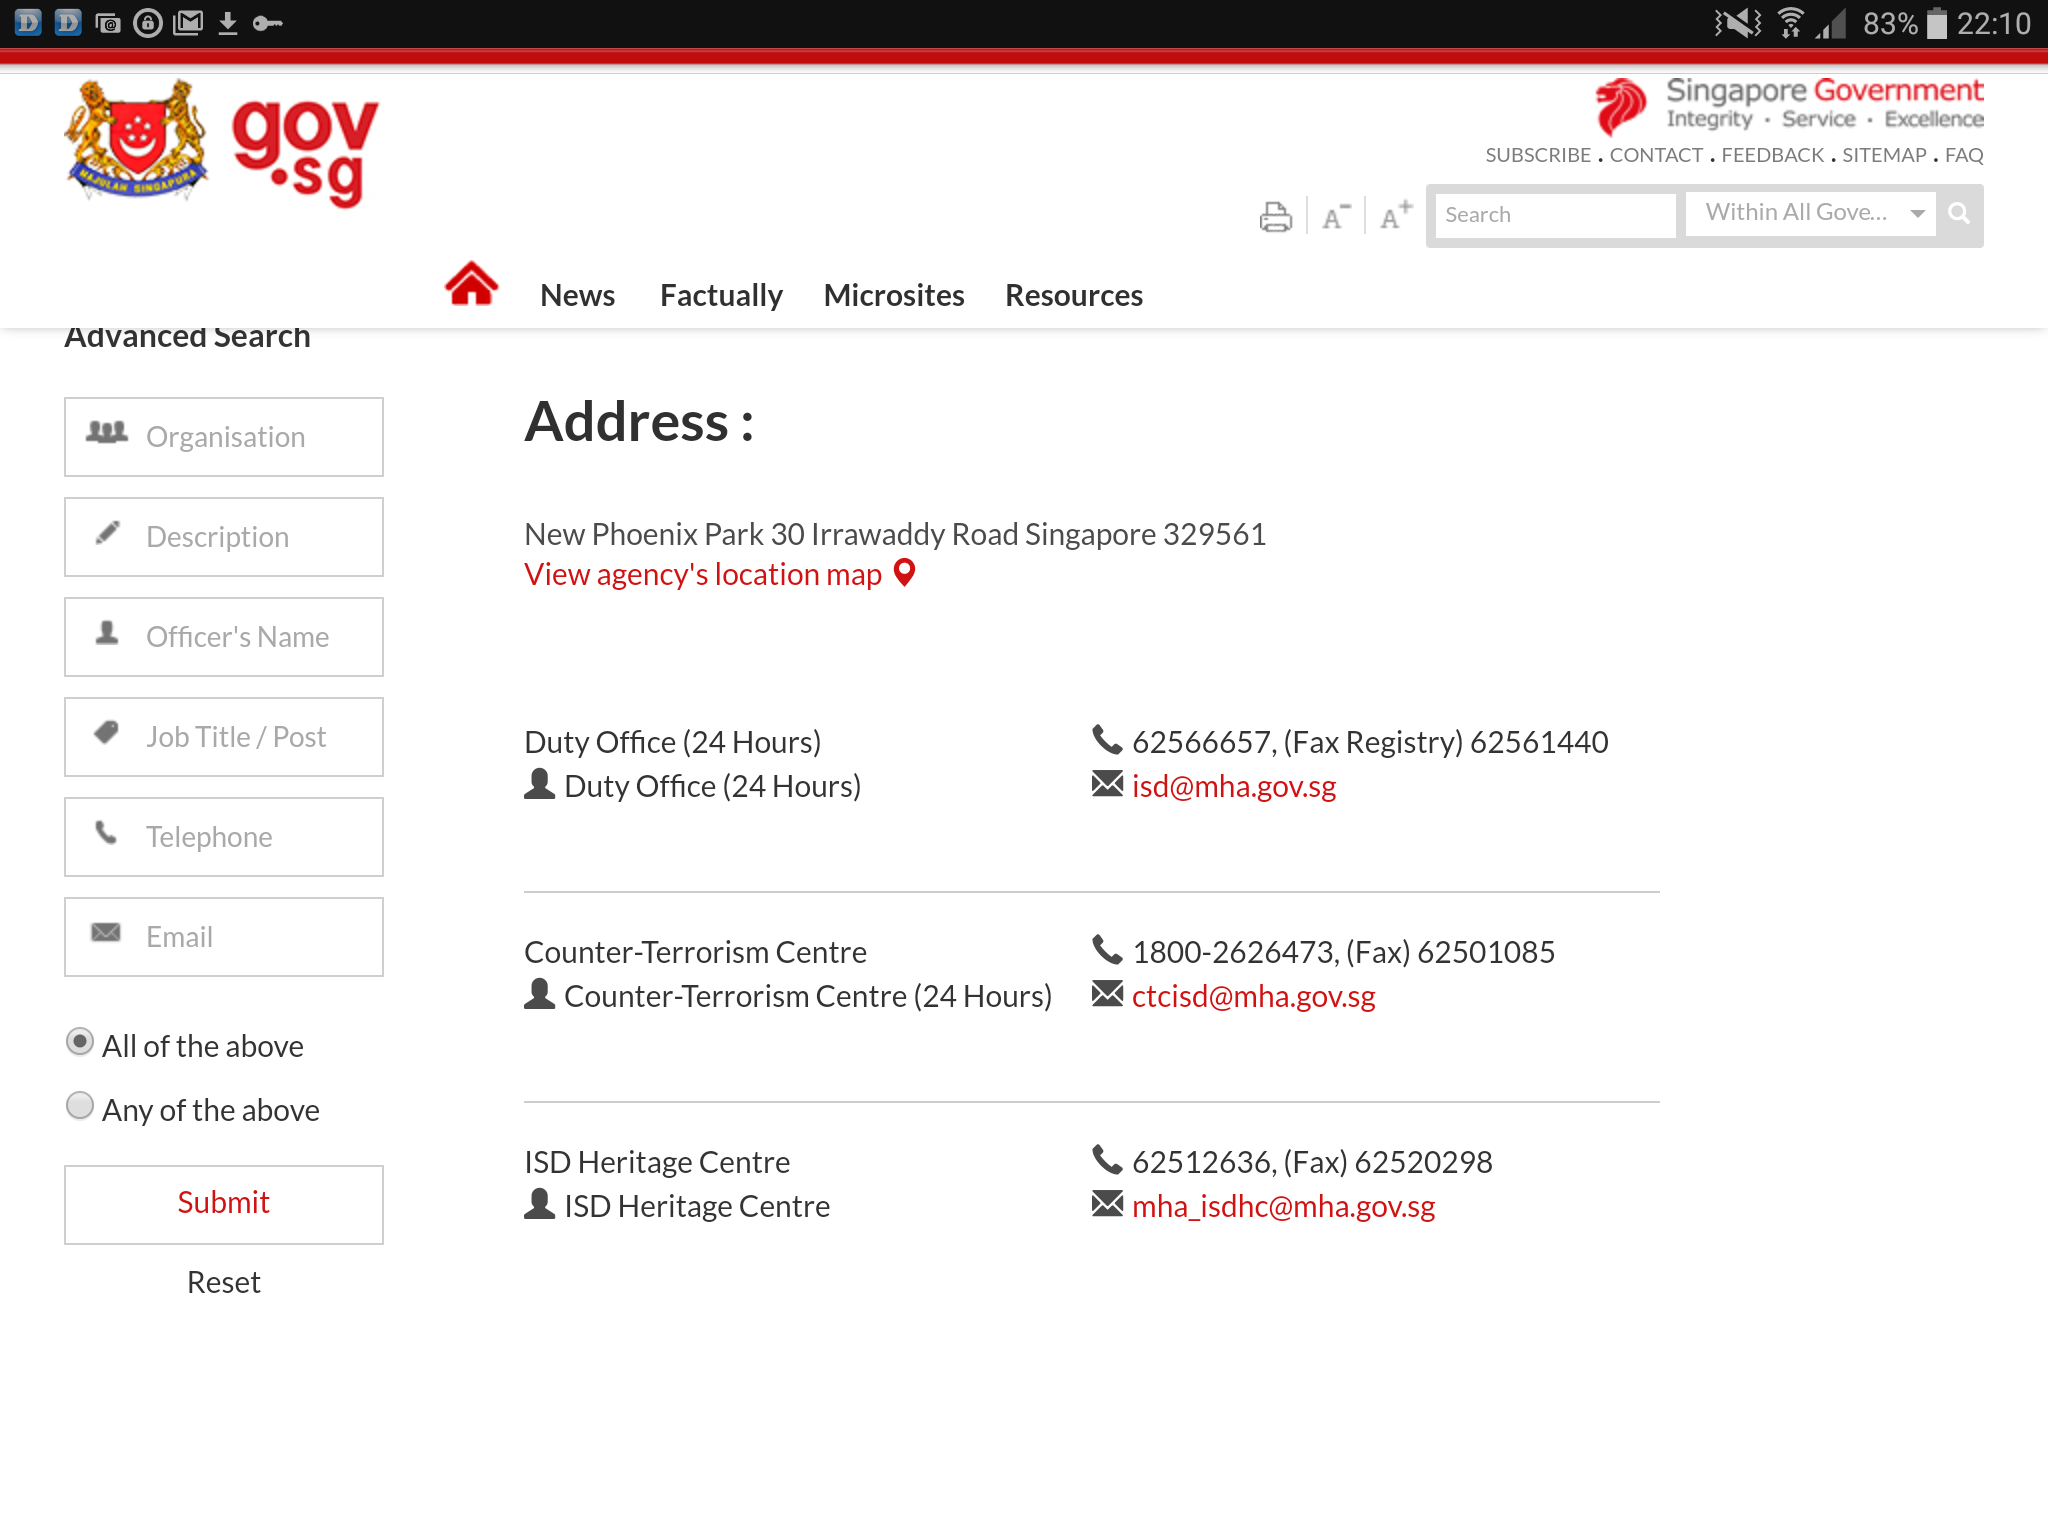 83% 22:10
MAJULAH SINGAPURA
gov
.sg
Singapore Government
Integrity · Service · Excellence
SUBSCRIBE . CONTACT . FEEDBACK . SITEMAP . FAQ
A- A+ Search Within All Gove...
News Factually Microsites Resources
Advanced Search
Organisation
Description
Officer's Name
Job Title / Post
Telephone
Email
All of the above
Any of the above
Submit
Reset
Address :
New Phoenix Park 30 Irrawaddy Road Singapore 329561
View agency's location map
Duty Office (24 Hours) 62566657, (Fax Registry) 62561440
Duty Office (24 Hours) isd@mha.gov.sg
Counter-Terrorism Centre 1800-2626473, (Fax) 62501085
Counter-Terrorism Centre (24 Hours) ctcisd@mha.gov.sg
ISD Heritage Centre 62512636, (Fax) 62520298
ISD Heritage Centre mha_isdhc@mha.gov.sg